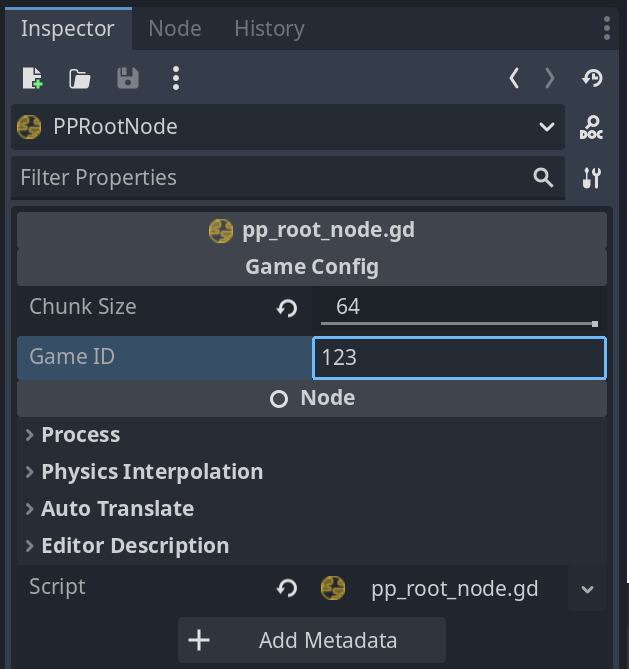 Inspector Node History
PPRootNode
DOC
Filter Properties
pp_root_node.gd
Game Config
Chunk Size 64
Game ID 123
Node
Process
Physics Interpolation
Auto Translate
Editor Description
Script pp_root_node.gd
Add Metadata